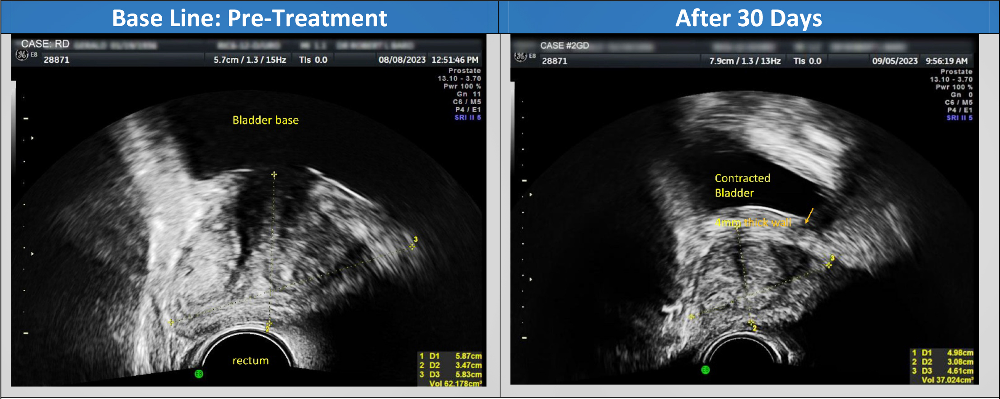 Base Line: Pre-Treatment
CASE: RD
E8
28871
5.7cm / 1.3 / 15Hz
TIs 0.0
08/08/2023 12:51:46 PM
Prostate
13.10 - 3.70
Pwr 100 %
Gn 11
C6 / M5
P4 / E1
SRI II 5
Bladder base
3
2
rectum
E8
1 D1 5.87cm
2 D2 3.47cm
3 D3 5.83cm
Vol 62.178cm³
After 30 Days
CASE #2GD
E8
28871
7.9cm / 1.3 / 13Hz
TIs 0.0
09/05/2023 9:56:19 AM
Prostate
13.10 - 3.70
Pwr 100 %
Gn 0
C6 / M5
P4 / E1
SRI II 5
Contracted
Bladder
4mm thick wall
3
2
E8
1 D1 4.98cm
2 D2 3.08cm
3 D3 4.61cm
Vol 37.024cm³